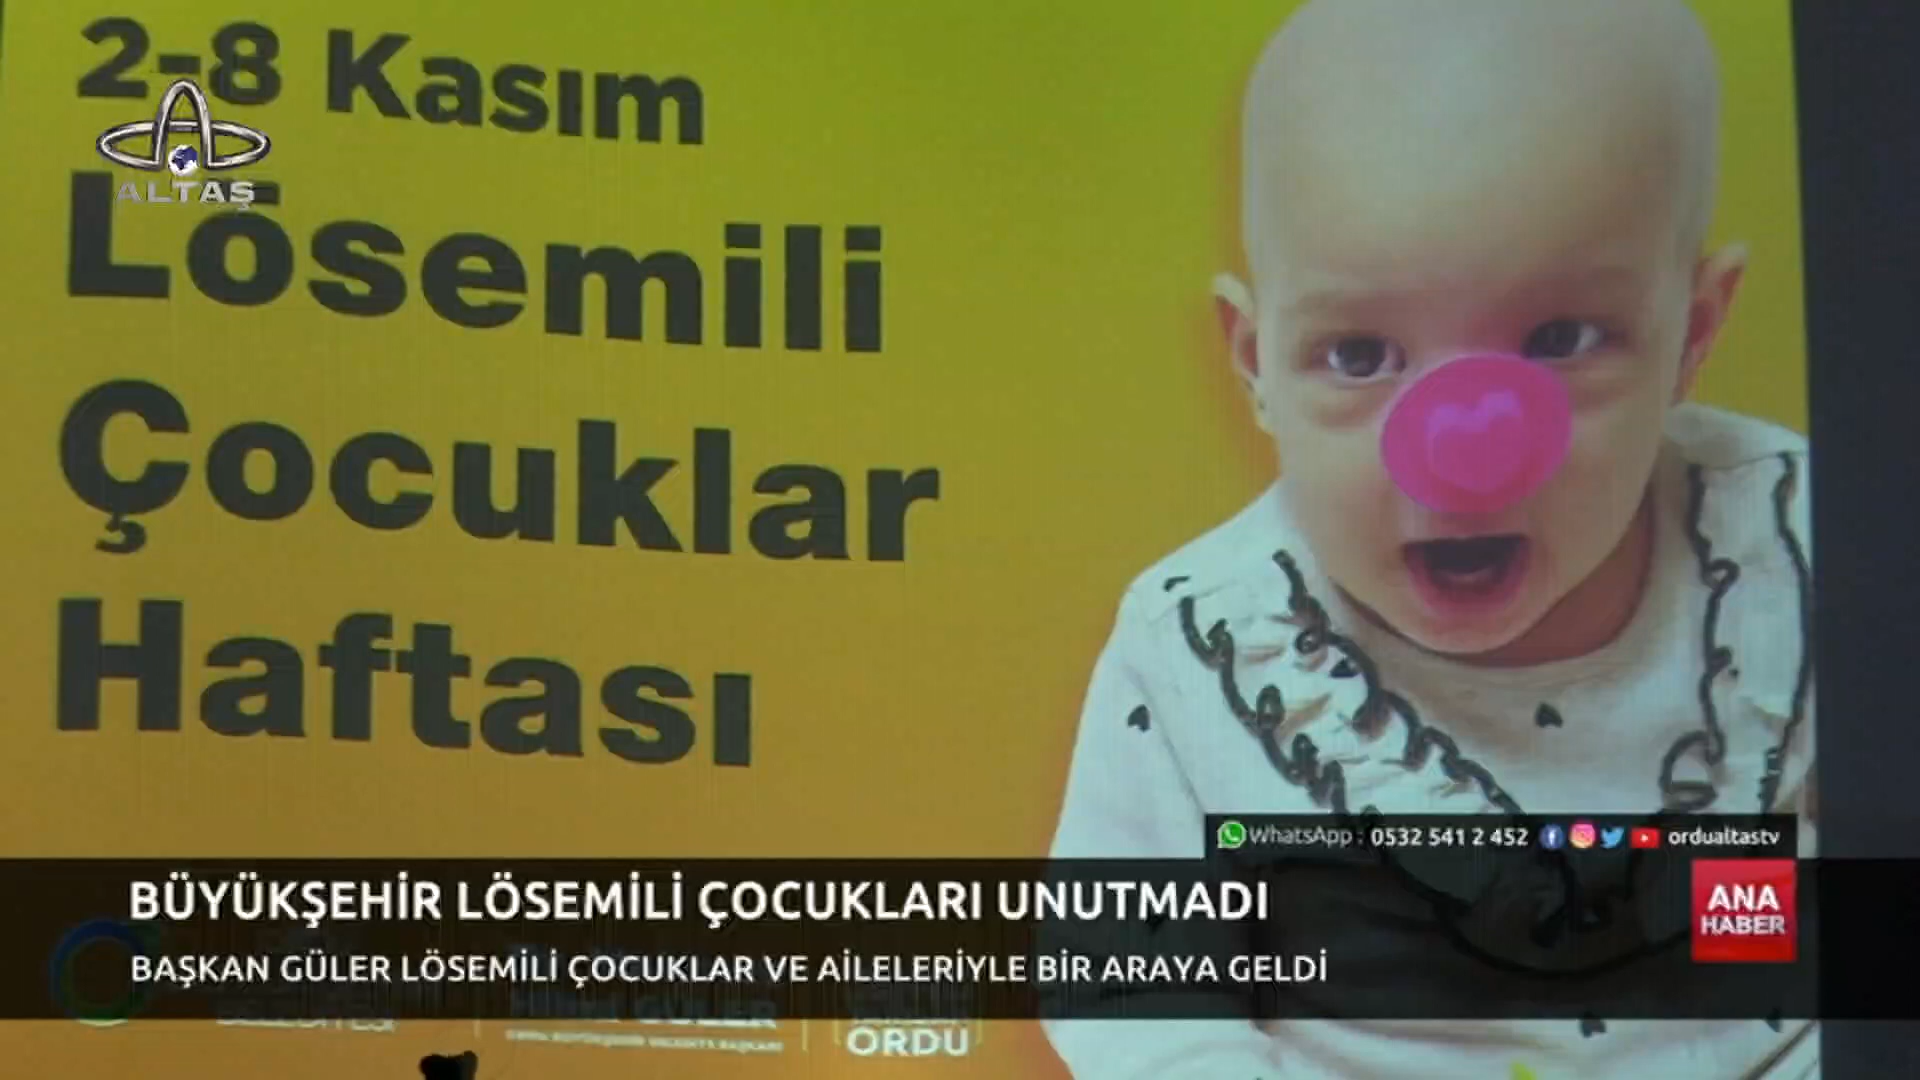 2-8 Kasım
ALTAŞ
Lösemili
Çocuklar
Haftası
WhatsApp : 0532 541 2 452 ordualtastv
BÜYÜKŞEHİR LÖSEMİLİ ÇOCUKLARI UNUTMADI
ANA
HABER
BAŞKAN GÜLER LÖSEMİLİ ÇOCUKLAR VE AİLELERİYLE BİR ARAYA GELDİ
GÜLER
ORDU